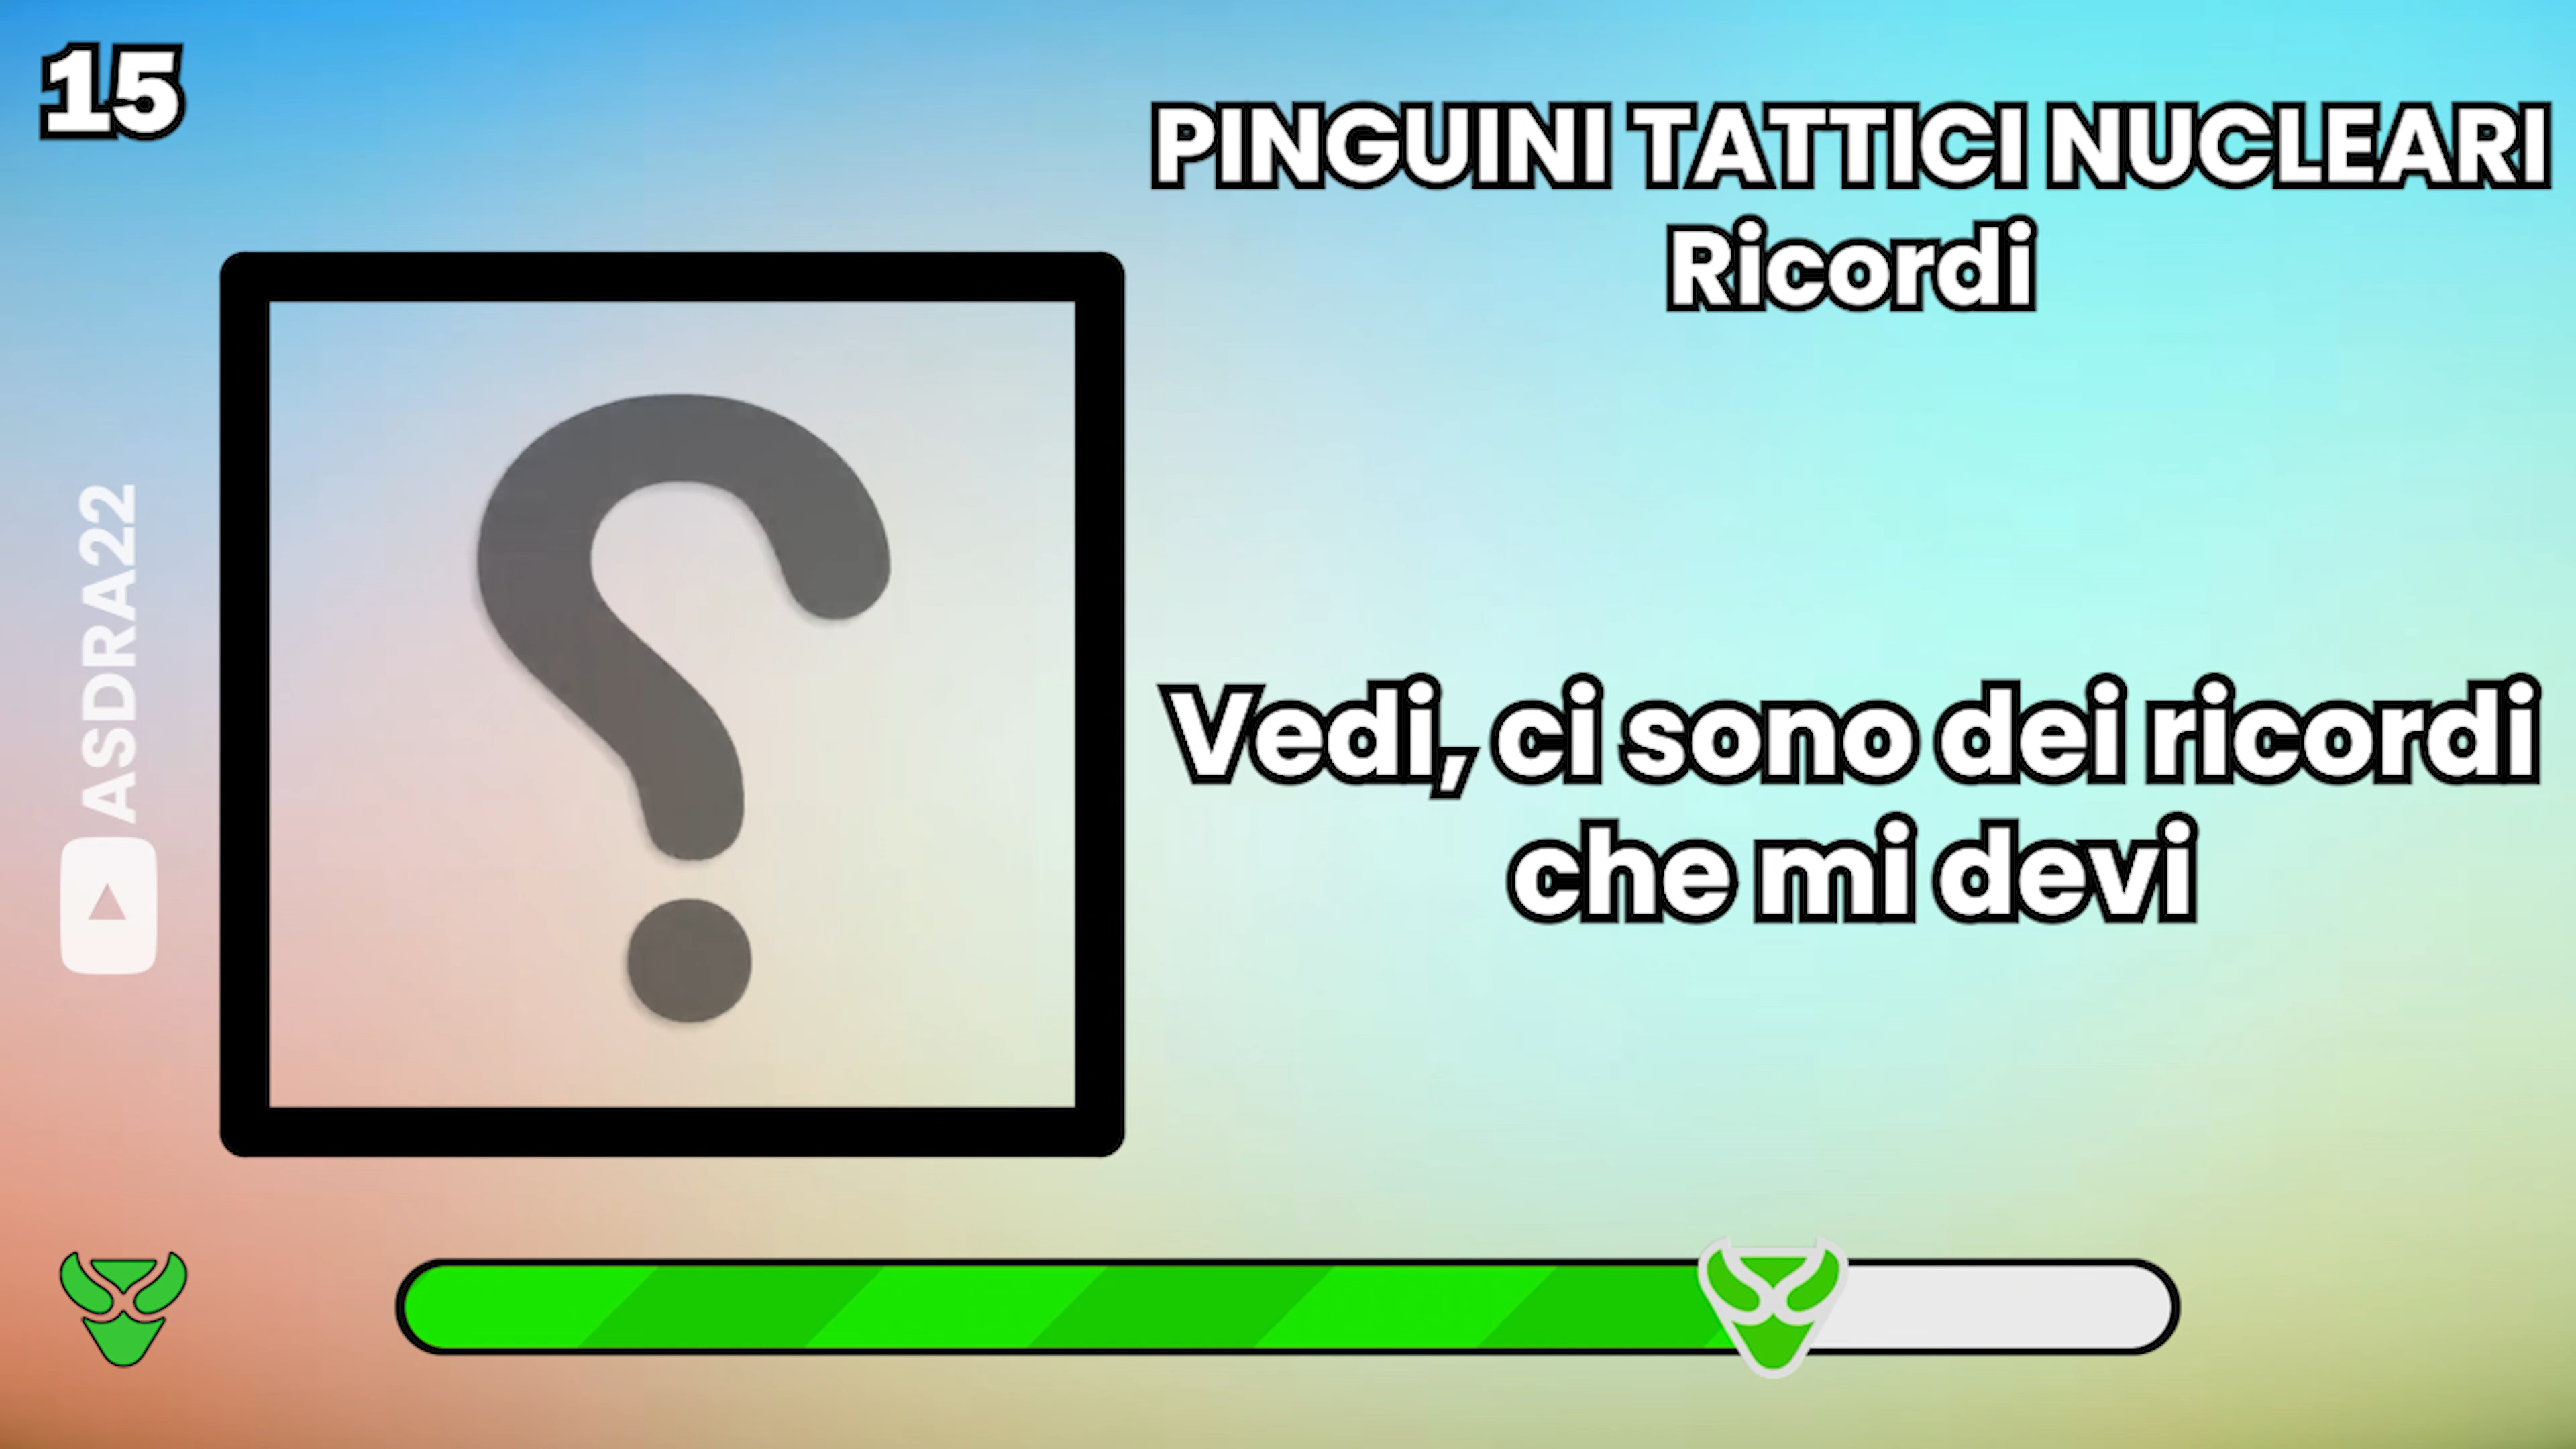 15
PINGUINI TATTICI NUCLEARI
Ricordi
?
ASDRA22
Vedi, ci sono dei ricordi
che mi devi